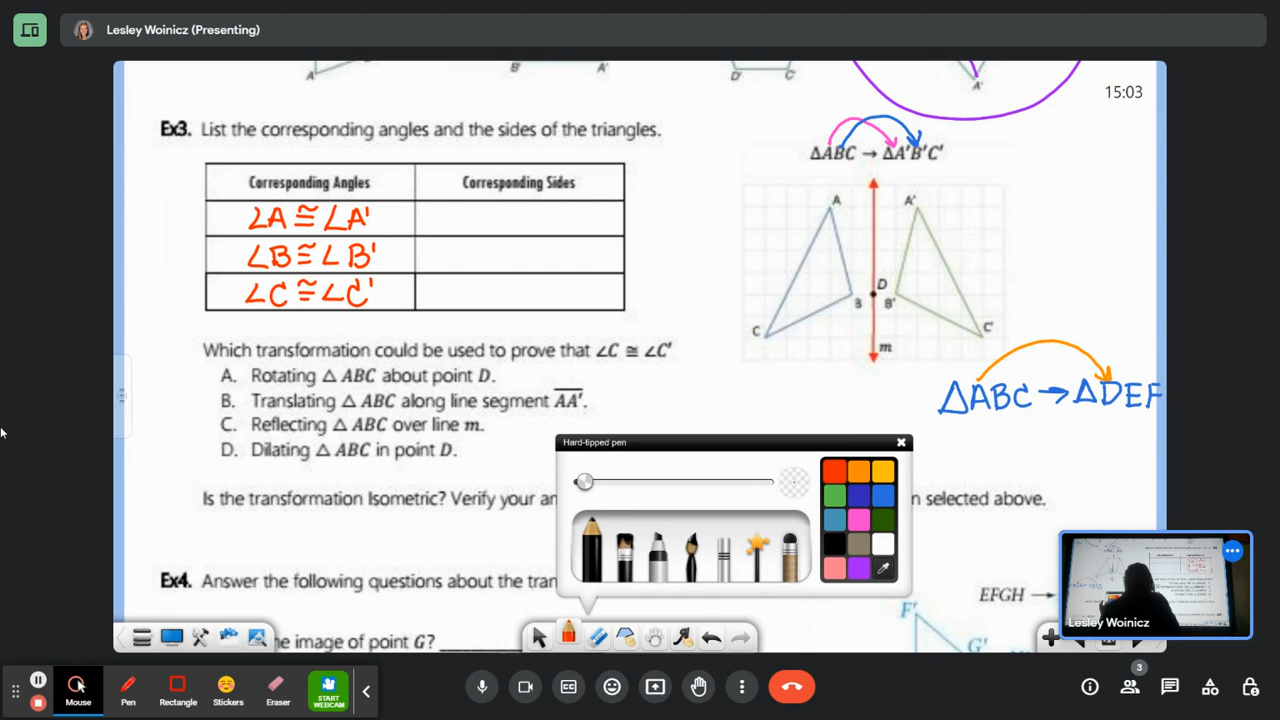 Lesley Woinicz (Presenting)
A B' A' D' C' A'
15:03
Ex3. List the corresponding angles and the sides of the triangles.
ΔABC → ΔA'B'C'
Corresponding Angles Corresponding Sides
∠A ≅ ∠A'
∠B ≅ ∠B'
∠C ≅ ∠C'
A A'
D
B B'
C C'
m
Which transformation could be used to prove that ∠C ≅ ∠C'
A. Rotating △ ABC about point D.
B. Translating △ ABC along line segment A͞A͞'.
C. Reflecting △ ABC over line m.
D. Dilating △ ABC in point D.
△ABC → △DEF
Hard-tipped pen
Is the transformation Isometric? Verify your an
n selected above.
Ex4. Answer the following questions about the tran
EFGH →
F'
G'
he image of point G?
Lesley Woinicz
Mouse Pen Rectangle Stickers Eraser START WEBCAM
3